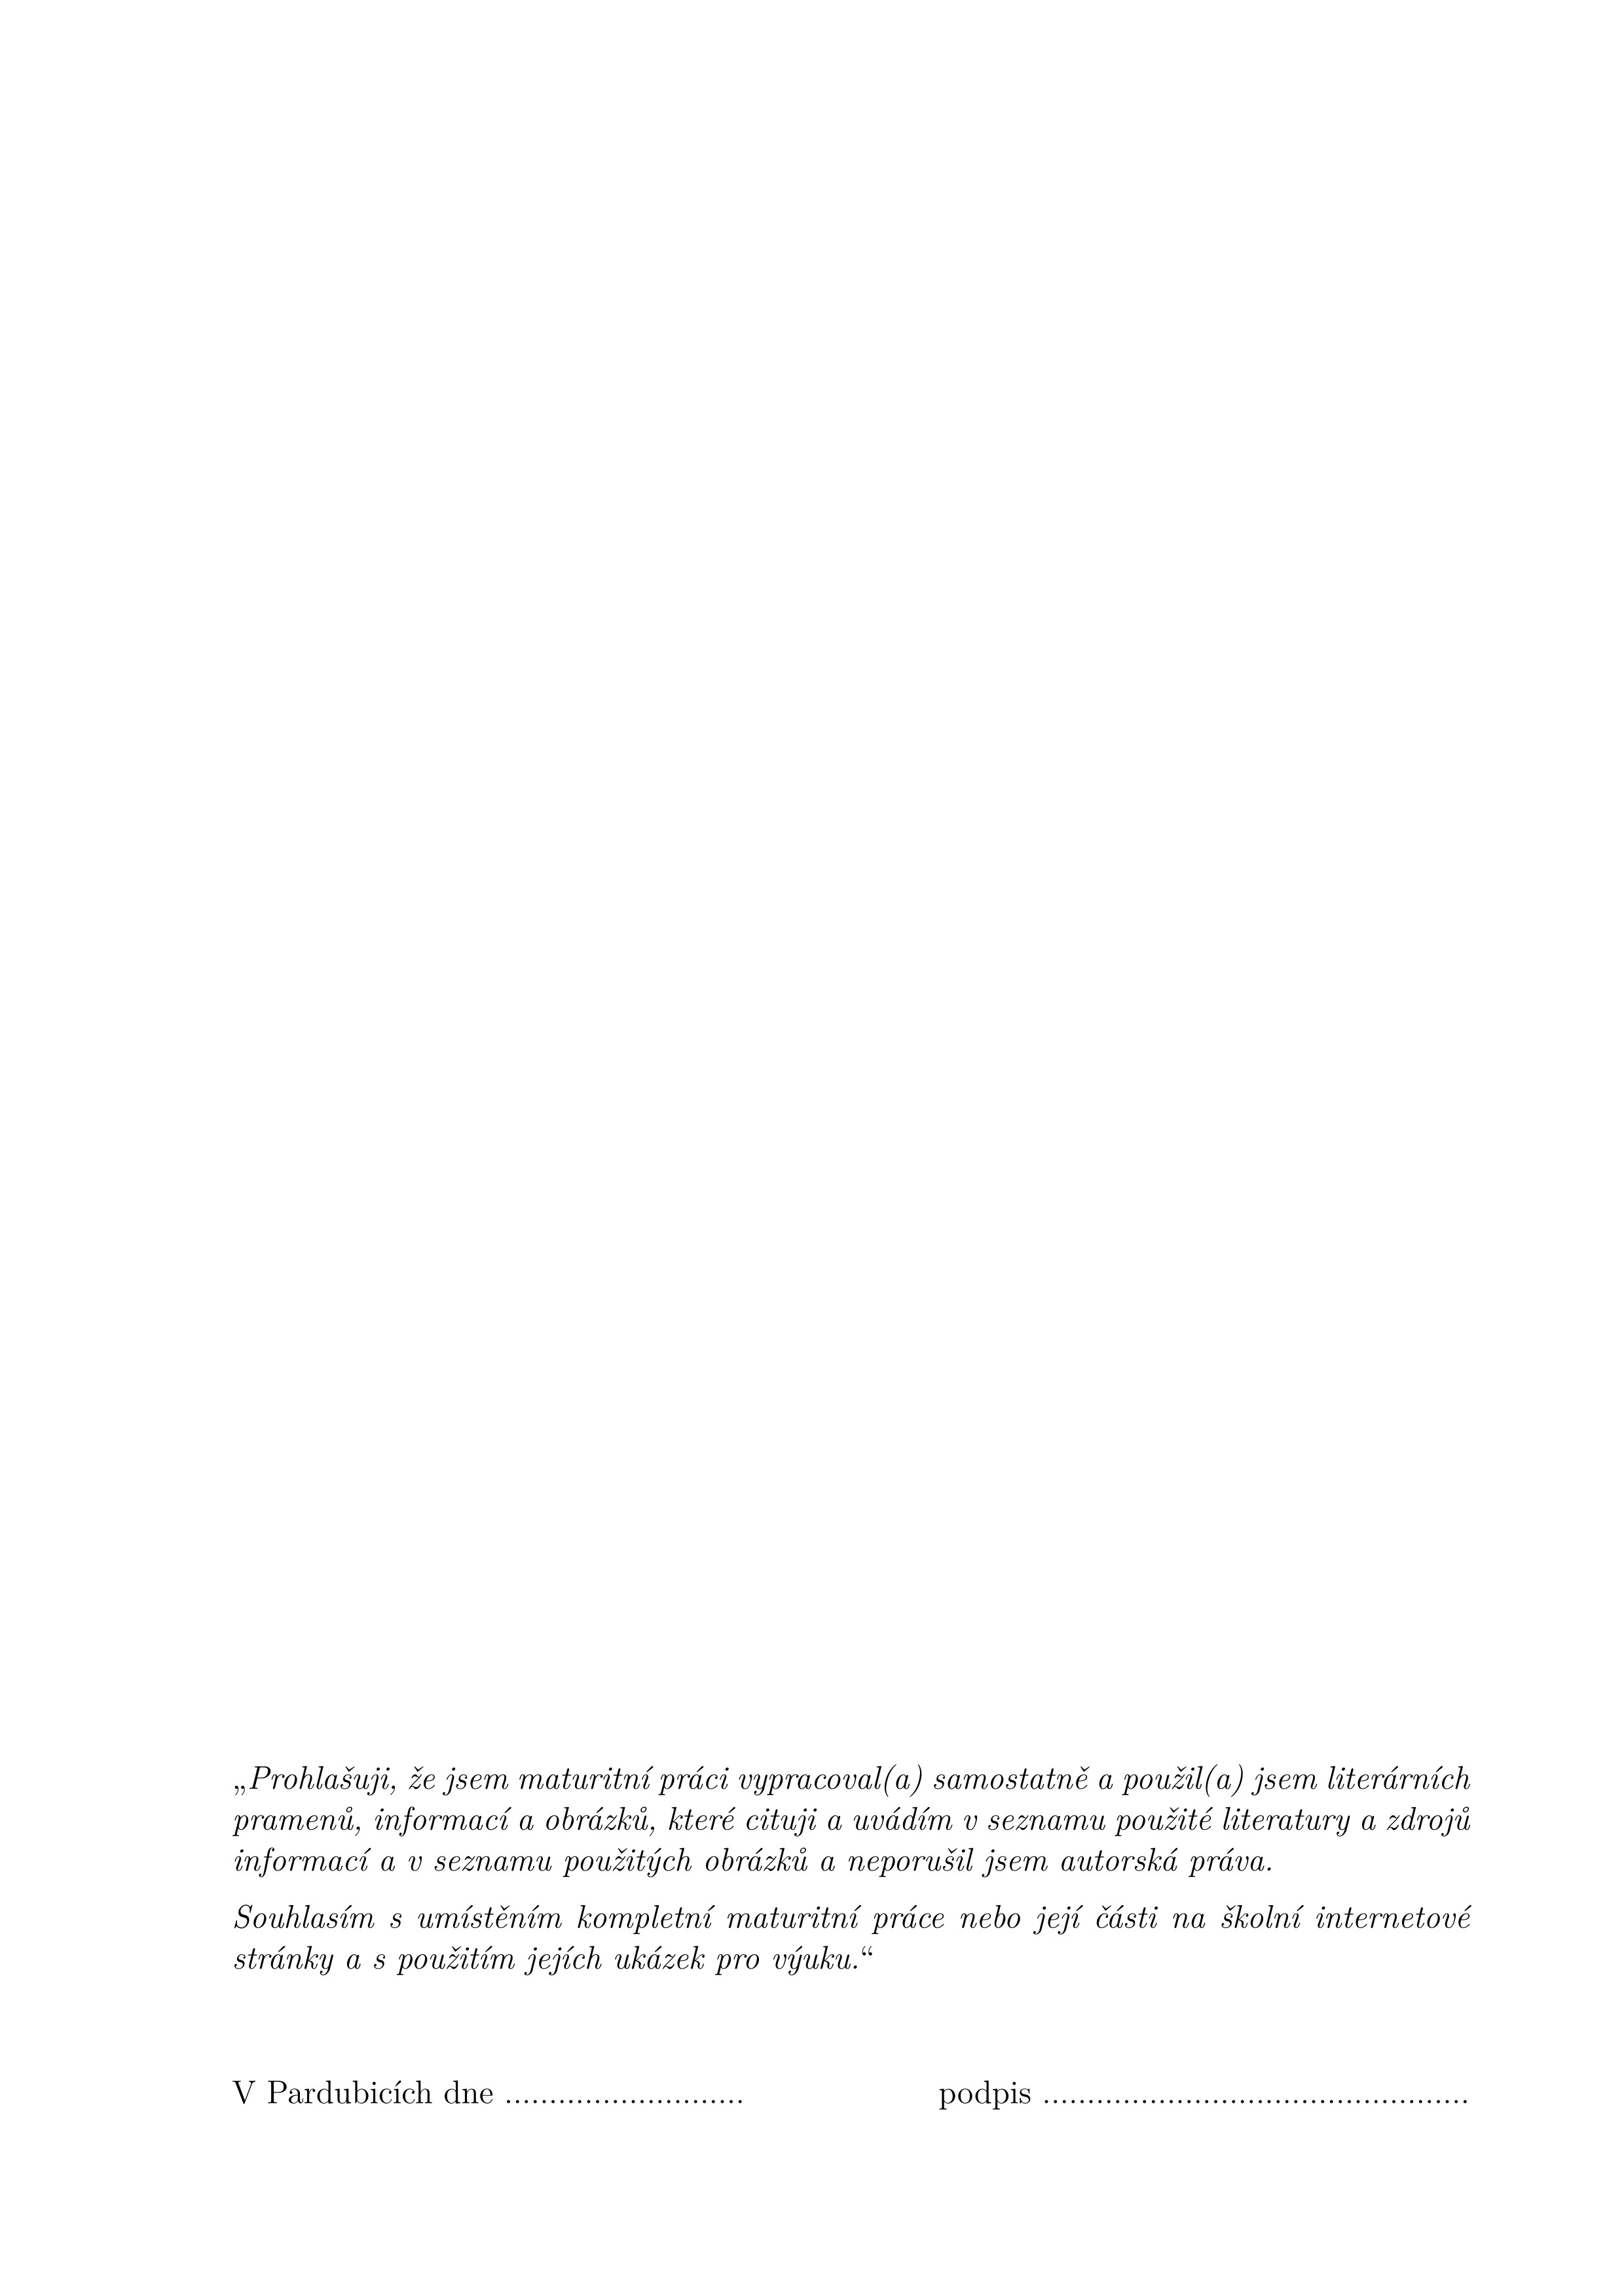 „Prohlašuji, že jsem maturitní práci vypracoval(a) samostatně a použil(a) jsem literárních
pramenů, informací a obrázků, které cituji a uvádím v seznamu použité literatury a zdrojů
informací a v seznamu použitých obrázků a neporušil jsem autorská práva.
Souhlasím s umístěním kompletní maturitní práce nebo její části na školní internetové
stránky a s použitím jejích ukázek pro výuku.“
V Pardubicích dne ........................... podpis ................................................